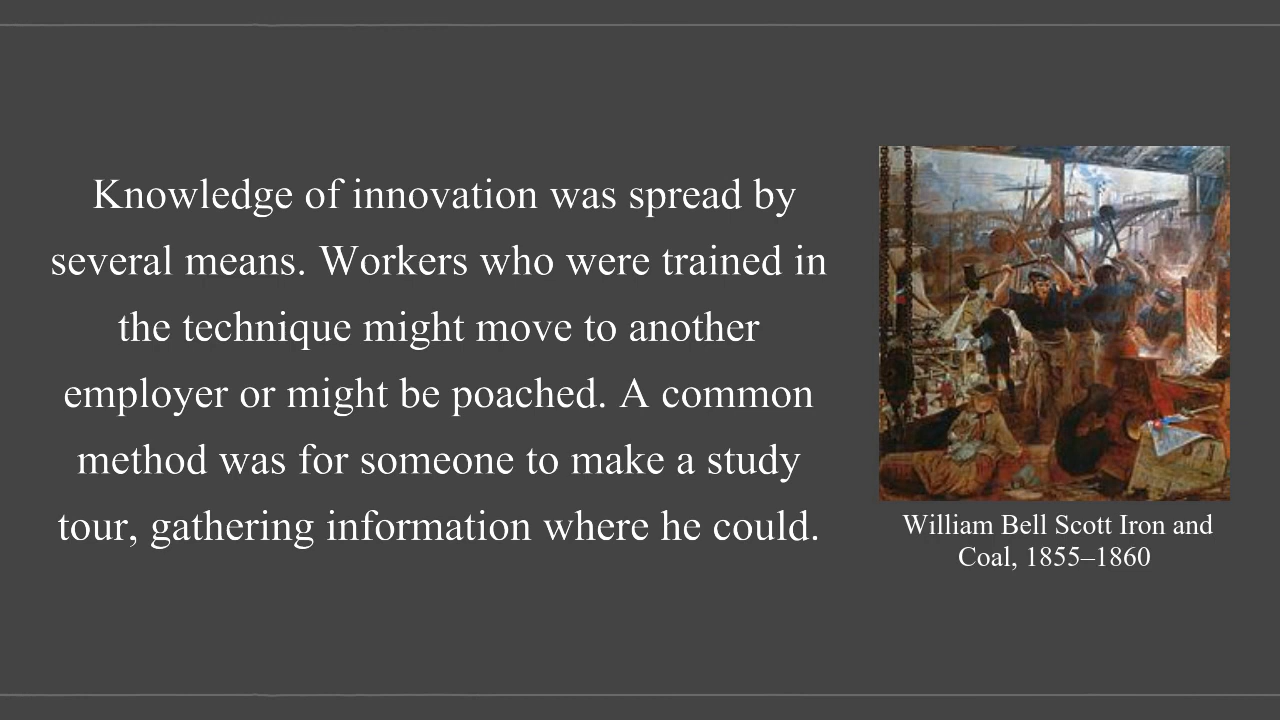 Knowledge of innovation was spread by
several means. Workers who were trained in
the technique might move to another
employer or might be poached. A common
method was for someone to make a study
tour, gathering information where he could.
William Bell Scott Iron and
Coal, 1855–1860